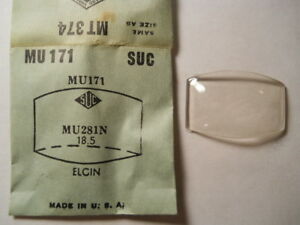 SAME
SIZE AS
MT 374
MU 171 SUC
MU171
SUC
MU281N
18.5
ELGIN
MADE IN U. S. A.